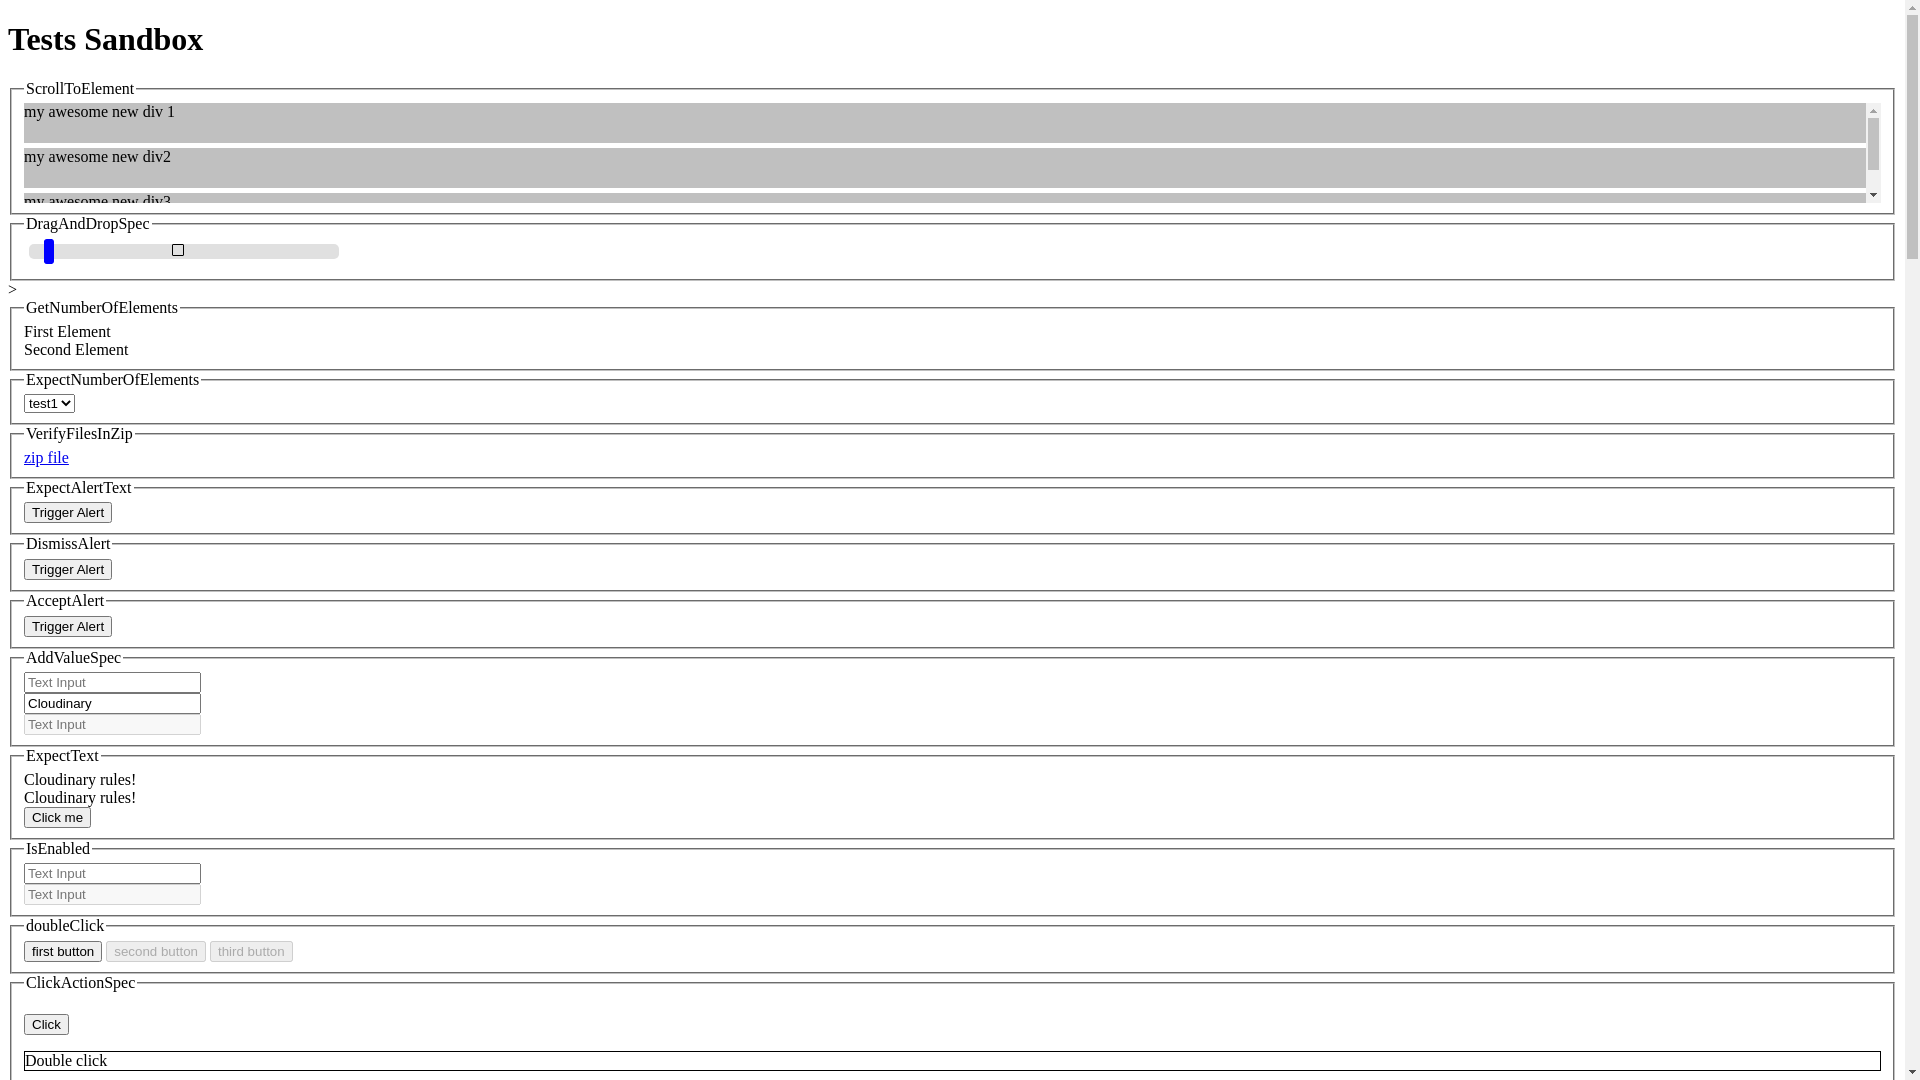 Tests Sandbox
ScrollToElement
my awesome new div 1
my awesome new div2
my awesome new div3
DragAndDropSpec
>
GetNumberOfElements
First Element
Second Element
ExpectNumberOfElements
test1
VerifyFilesInZip
zip file
ExpectAlertText
Trigger Alert
DismissAlert
Trigger Alert
AcceptAlert
Trigger Alert
AddValueSpec
Text Input
Cloudinary
Text Input
ExpectText
Cloudinary rules!
Cloudinary rules!
Click me
IsEnabled
Text Input
Text Input
doubleClick
first button second button third button
ClickActionSpec
Click
Double click